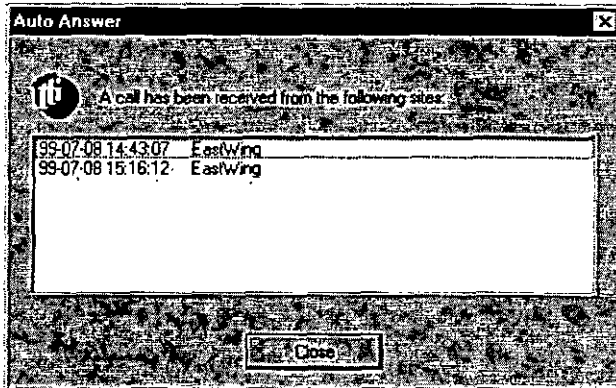 Auto Answer
A call has been received from the following sites:
99-07-08 14:43:07 EastWing
99-07-08 15:16:12 EastWing
Close